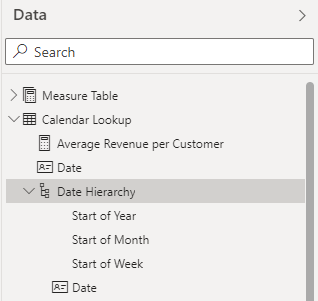 Data
Search
Measure Table
Calendar Lookup
Average Revenue per Customer
Date
Date Hierarchy
Start of Year
Start of Month
Start of Week
Date